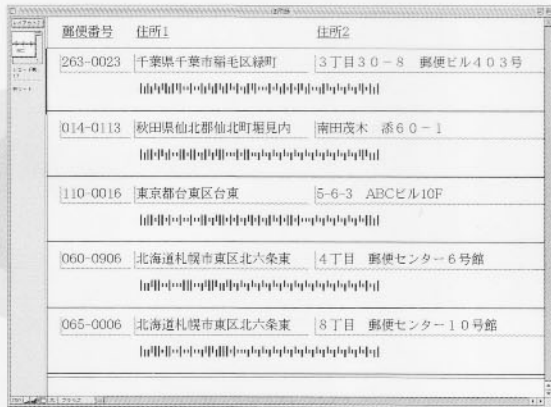 郵便番号 住所1 住所2
263-0023 千葉県千葉市稲毛区緑町 3丁目30-8 郵便ビル403号
014-0113 秋田県仙北郡仙北町堀見内 南田茂木 添60-1
110-0016 東京都台東区台東 5-6-3 ABCビル10F
060-0906 北海道札幌市東区北六条東 4丁目 郵便センター6号館
065-0006 北海道札幌市東区北六条東 8丁目 郵便センター10号館